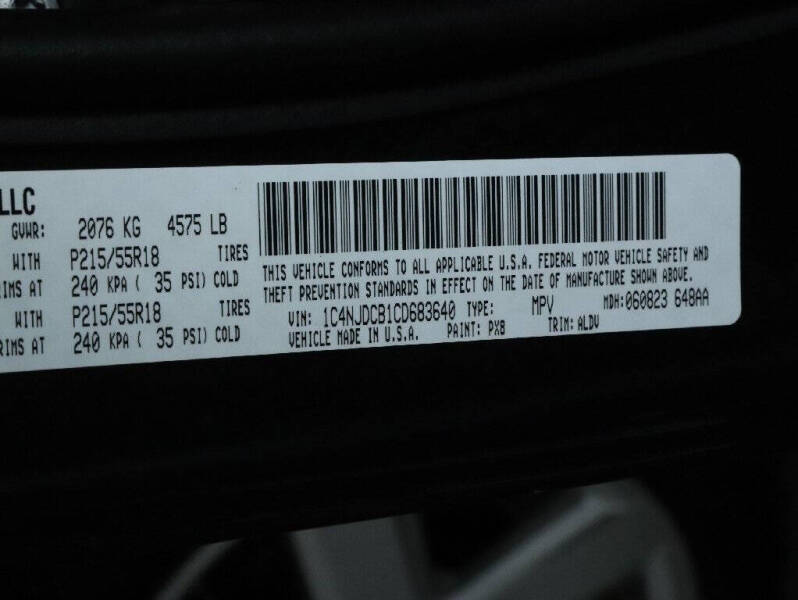 LLC
GVWR: 2076 KG 4575 LB
WITH P215/55R18 TIRES
RIMS AT 240 KPA ( 35 PSI) COLD
WITH P215/55R18 TIRES
RIMS AT 240 KPA ( 35 PSI) COLD
THIS VEHICLE CONFORMS TO ALL APPLICABLE U.S.A. FEDERAL MOTOR VEHICLE SAFETY AND
THEFT PREVENTION STANDARDS IN EFFECT ON THE DATE OF MANUFACTURE SHOWN ABOVE.
VIN: 1C4NJDCB1CD683640 TYPE: MPV MDH:060823 648AA
VEHICLE MADE IN U.S.A. PAINT: PX8 TRIM: ALDV